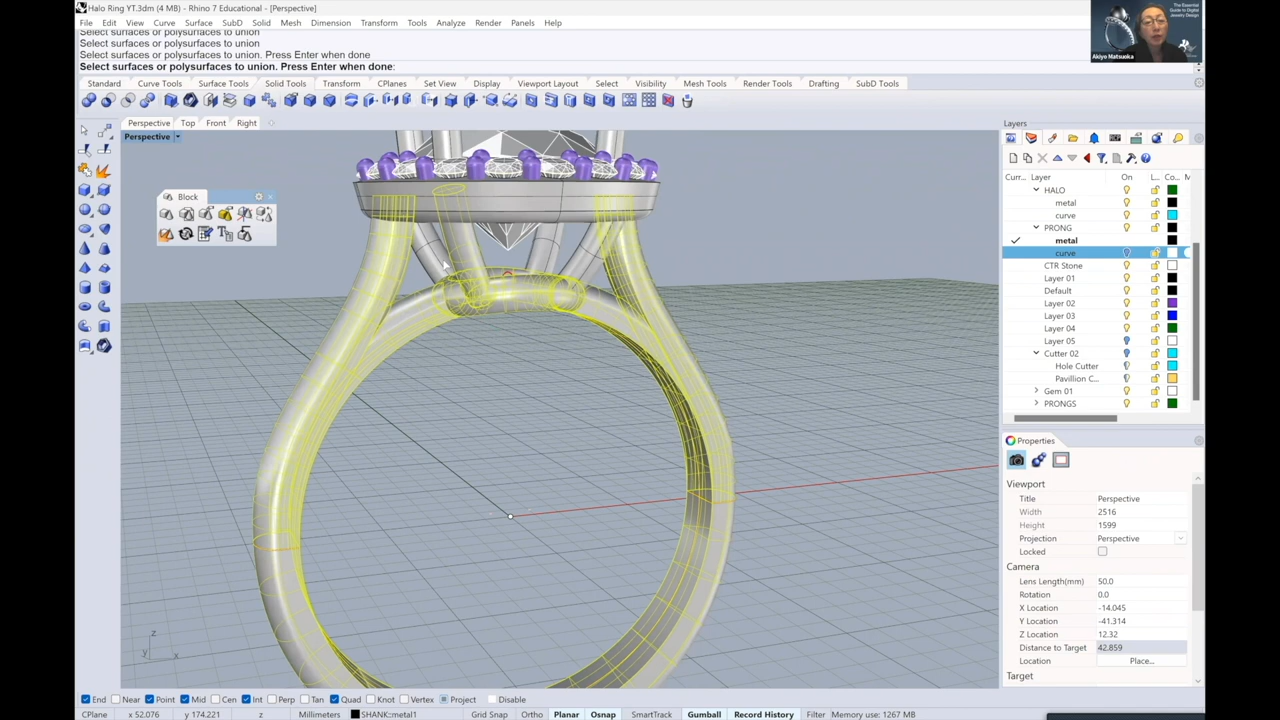 Halo Ring YT.3dm (4 MB) - Rhino 7 Educational - [Perspective]
File Edit View Curve Surface SubD Solid Mesh Dimension Transform Tools Analyze Render Panels Help
Select surfaces or polysurfaces to union
Select surfaces or polysurfaces to union
Select surfaces or polysurfaces to union. Press Enter when done
Select surfaces or polysurfaces to union. Press Enter when done:
The Essential
Guide to Digital
Jewelry Design
Akiyo Matsuoka
Standard Curve Tools Surface Tools Solid Tools Transform CPlanes Set View Display Viewport Layout Select Visibility Mesh Tools Render Tools Drafting SubD Tools
Perspective Top Front Right
Perspective
Block
z
y
x
Layers
Curr... Layer On L... Co... M
HALO
metal
curve
PRONG
metal
curve
CTR Stone
Layer 01
Default
Layer 02
Layer 03
Layer 04
Layer 05
Cutter 02
Hole Cutter
Pavillion C...
Gem 01
PRONGS
Properties
Viewport
Title Perspective
Width 2516
Height 1599
Projection Perspective
Locked
Camera
Lens Length(mm) 50.0
Rotation 0.0
X Location -14.045
Y Location -41.314
Z Location 12.32
Distance to Target 42.859
Location Place...
Target
End Near Point Mid Cen Int Perp Tan Quad Knot Vertex Project Disable
CPlane x 52.076 y 174.221 z Millimeters SHANK::metal1 Grid Snap Ortho Planar Osnap SmartTrack Gumball Record History Filter Memory use: 1267 MB